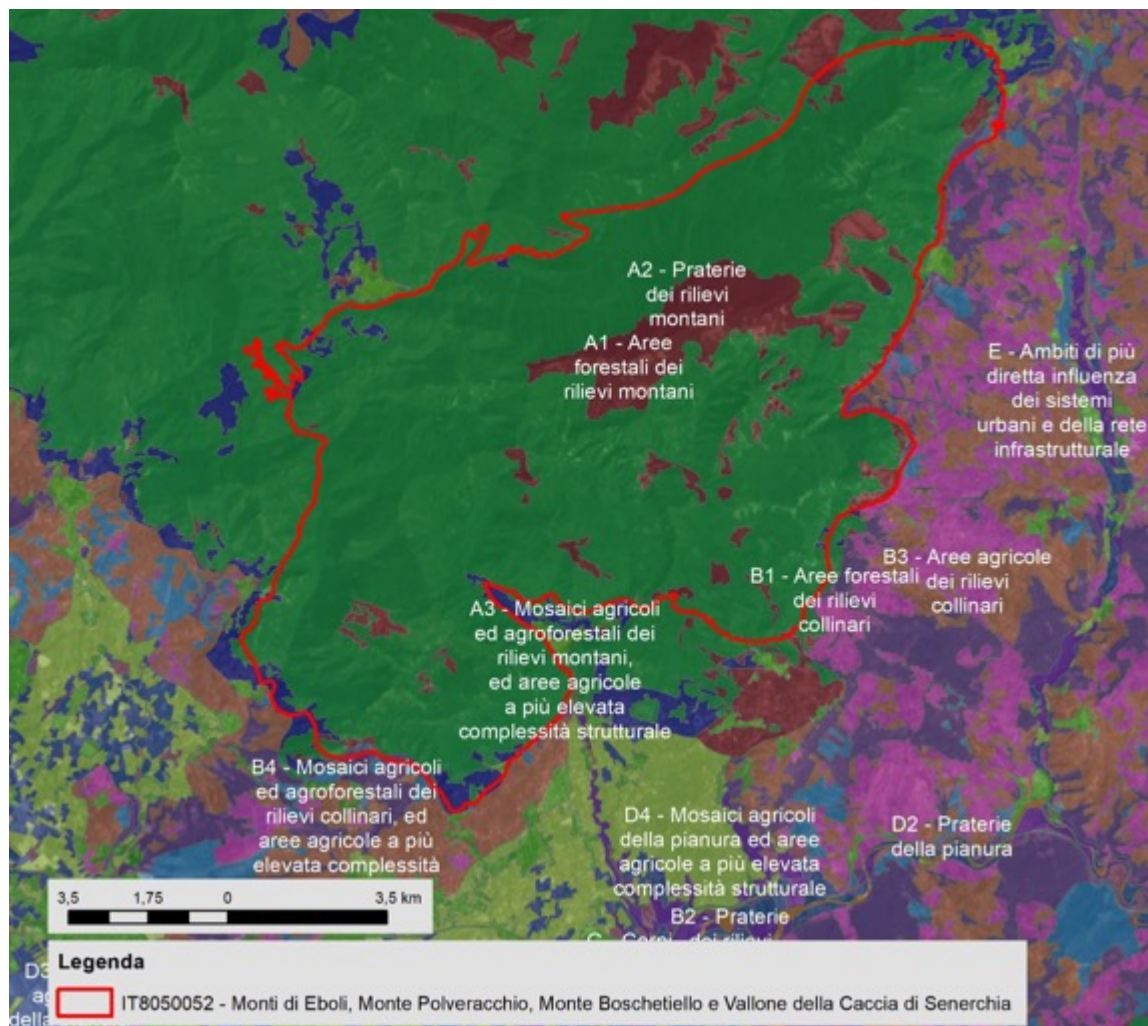 A2 - Praterie
dei rilievi
montani
A1 - Aree
forestali dei
rilievi montani
E - Ambiti di più
diretta influenza
dei sistemi
urbani e della rete
infrastrutturale
B3 - Aree agricole
dei rilievi
collinari
B1 - Aree forestali
dei rilievi
collinari
A3 - Mosaici agricoli
ed agroforestali dei
rilievi montani,
ed aree agricole
a più elevata
complessità strutturale
B4 - Mosaici agricoli
ed agroforestali dei
rilievi collinari, ed
aree agricole a più
elevata complessità
D4 - Mosaici agricoli
della pianura ed aree
agricole a più elevata
complessità strutturale
D2 - Praterie
della pianura
B2 - Praterie
dei rilievi
3,5 1,75 0 3,5 km
Legenda
IT8050052 - Monti di Eboli, Monte Polveracchio, Monte Boschetiello e Vallone della Caccia di Senerchia